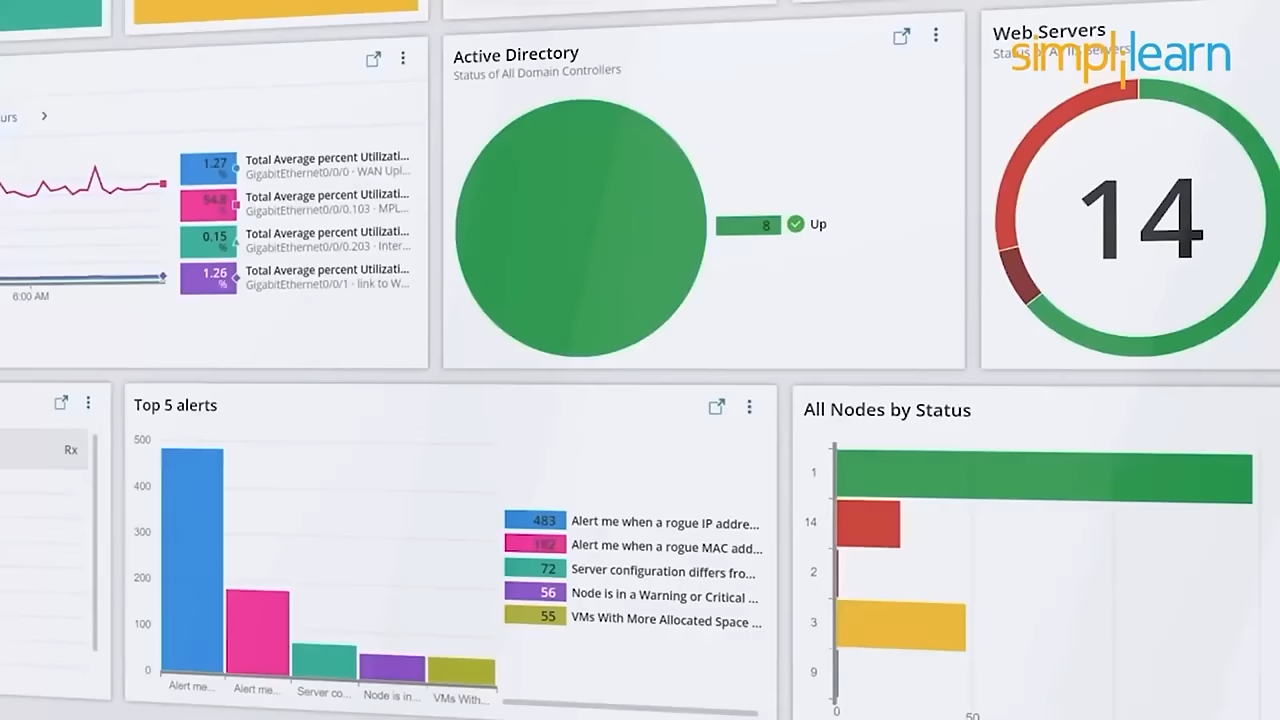 urs
1.27
%
Total Average percent Utilizati...
GigabitEthernet0/0/0 · WAN Upl...
54.8
Total Average percent Utilizati...
GigabitEthernet0/0/0.103 · MPL...
0.15
%
Total Average percent Utilizati...
GigabitEthernet0/0/0.203 · Inter...
1.26
%
Total Average percent Utilizati...
GigabitEthernet0/0/1 · link to W...
6:00 AM
Active Directory
Status of All Domain Controllers
8
Up
Web Servers
simplilearn
14
Rx
Top 5 alerts
500
400
300
200
100
0
Alert me...
Alert me...
Server co...
Node is in...
VMs With...
483
Alert me when a rogue IP addre...
182
Alert me when a rogue MAC add...
72
Server configuration differs fro...
56
Node is in a Warning or Critical ...
55
VMs With More Allocated Space ...
All Nodes by Status
1
14
2
3
9
0
50